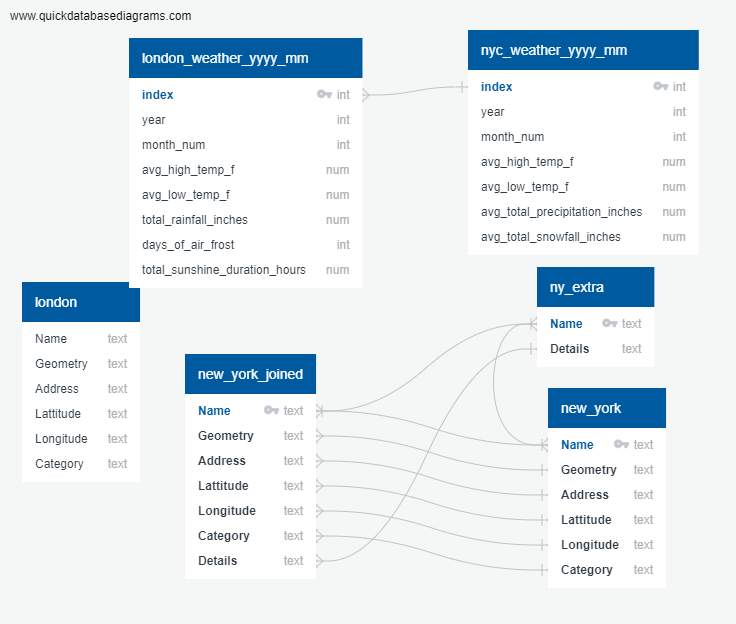 www.quickdatabasediagrams.com
london_weather_yyyy_mm
index int
year int
month_num int
avg_high_temp_f num
avg_low_temp_f num
total_rainfall_inches num
days_of_air_frost int
total_sunshine_duration_hours num
nyc_weather_yyyy_mm
index int
year int
month_num int
avg_high_temp_f num
avg_low_temp_f num
avg_total_precipitation_inches num
avg_total_snowfall_inches num
london
Name text
Geometry text
Address text
Lattitude text
Longitude text
Category text
ny_extra
Name text
Details text
new_york_joined
Name text
Geometry text
Address text
Lattitude text
Longitude text
Category text
Details text
new_york
Name text
Geometry text
Address text
Lattitude text
Longitude text
Category text